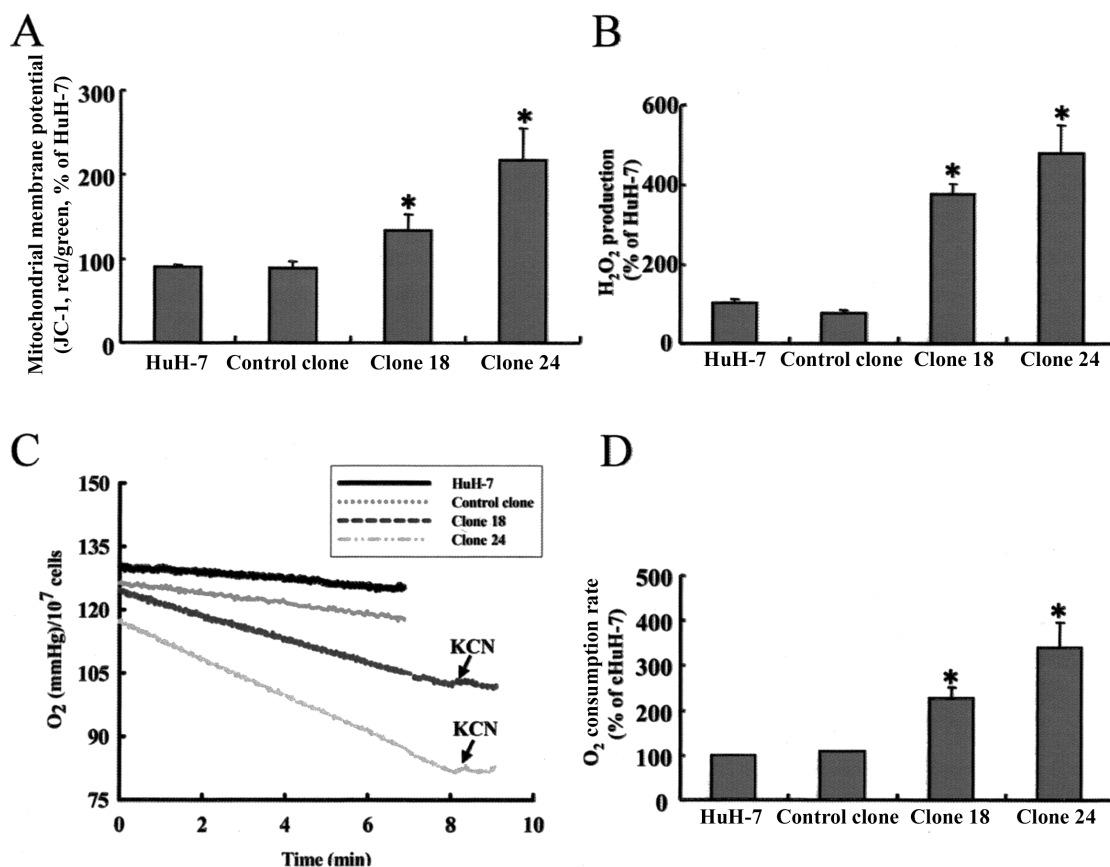 A
Mitochondrial membrane potential
(JC-1, red/green, % of HuH-7)
300
200
100
0
*
*
HuH-7 Control clone Clone 18 Clone 24
B
H2O2 production
(% of HuH-7)
600
400
200
0
*
*
HuH-7 Control clone Clone 18 Clone 24
C
O2 (mmHg)/10^7 cells
150
135
120
105
90
75
HuH-7
Control clone
Clone 18
Clone 24
KCN
KCN
0 2 4 6 8 10
Time (min)
D
O2 consumption rate
(% of cHuH-7)
500
400
300
200
100
0
*
*
HuH-7 Control clone Clone 18 Clone 24